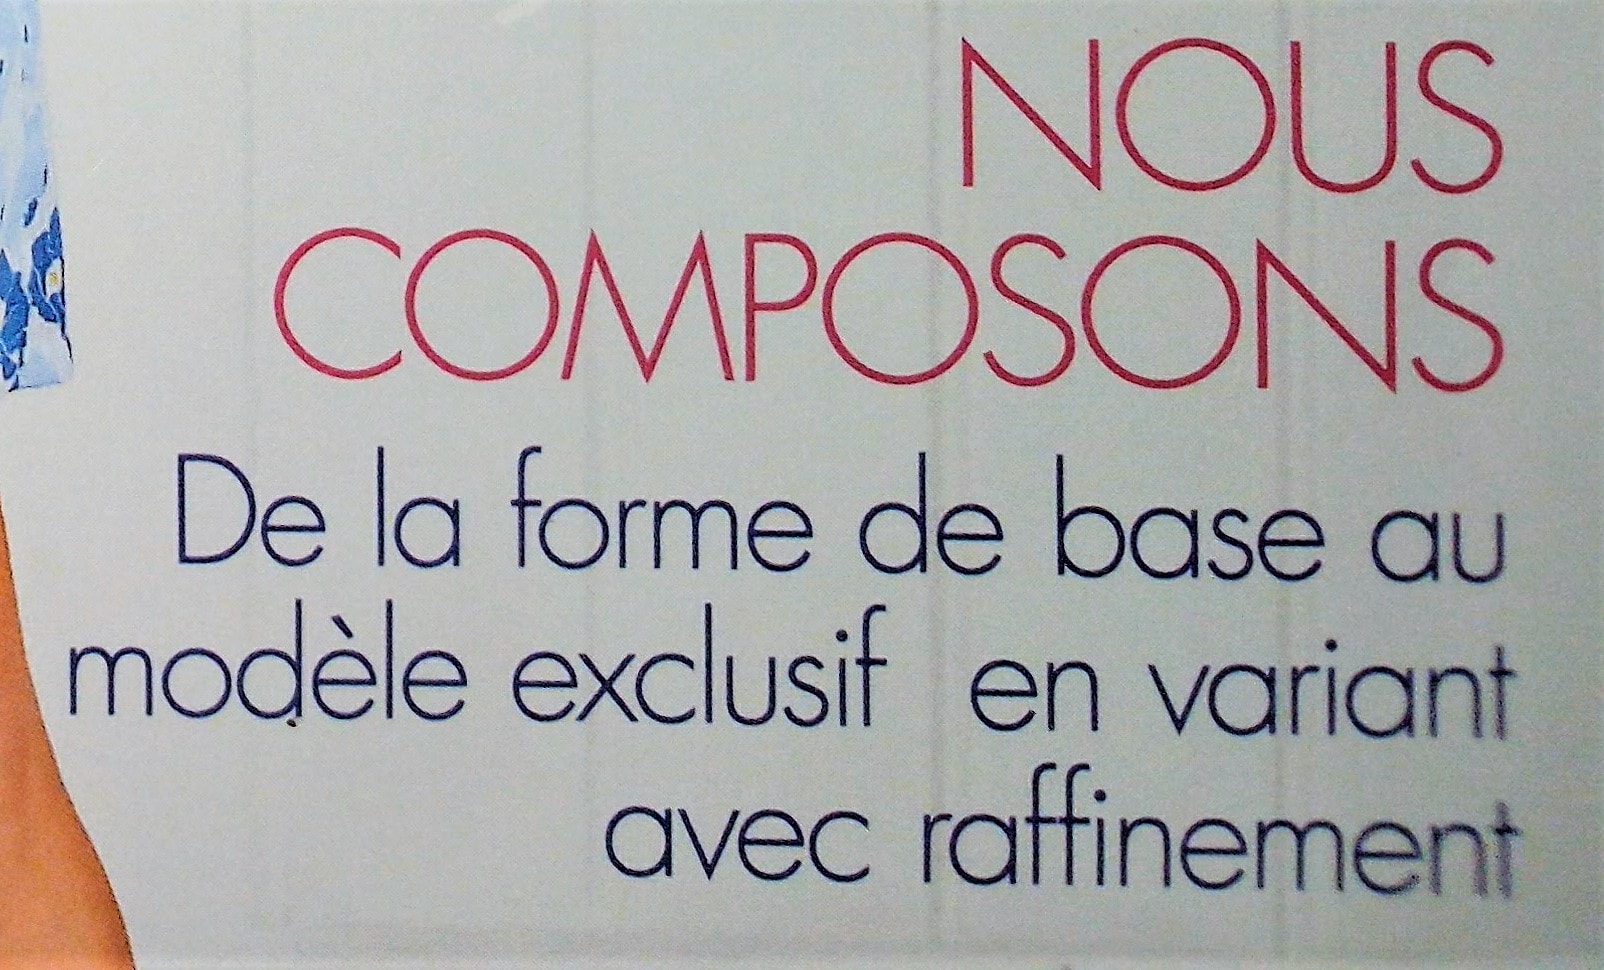 NOUS
COMPOSONS
De la forme de base au
modèle exclusif en variant
avec raffinement